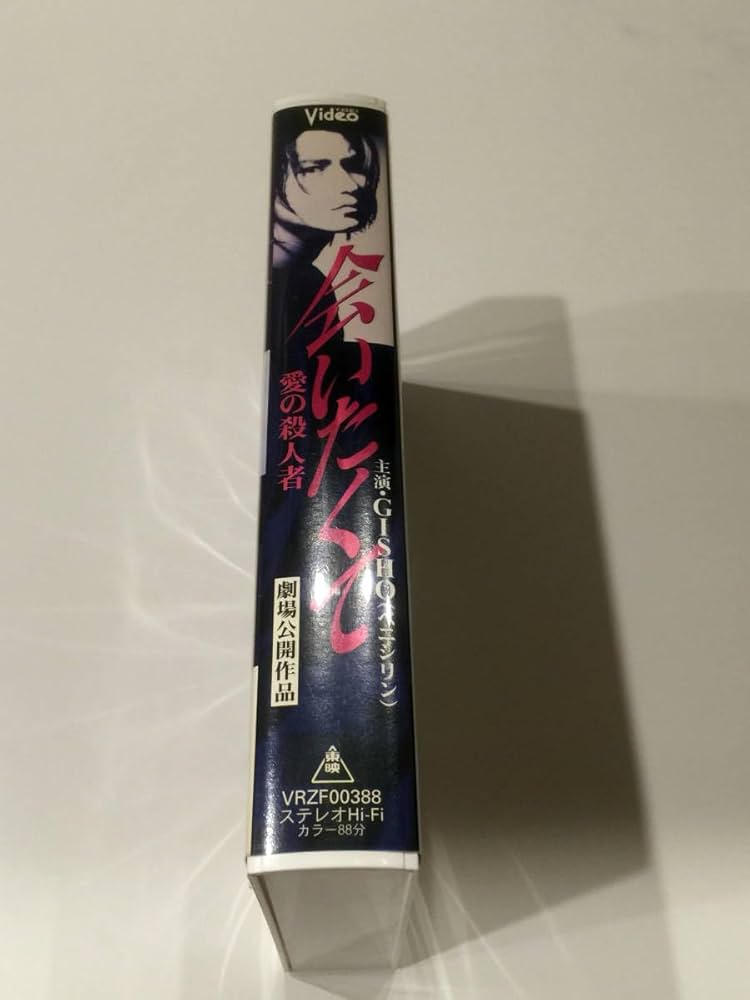 Video
会いたくて
愛の殺人者
主演・GISHO(ペニシリン)
劇場公開作品
東映
VRZF00388
ステレオHi-Fi
カラー88分